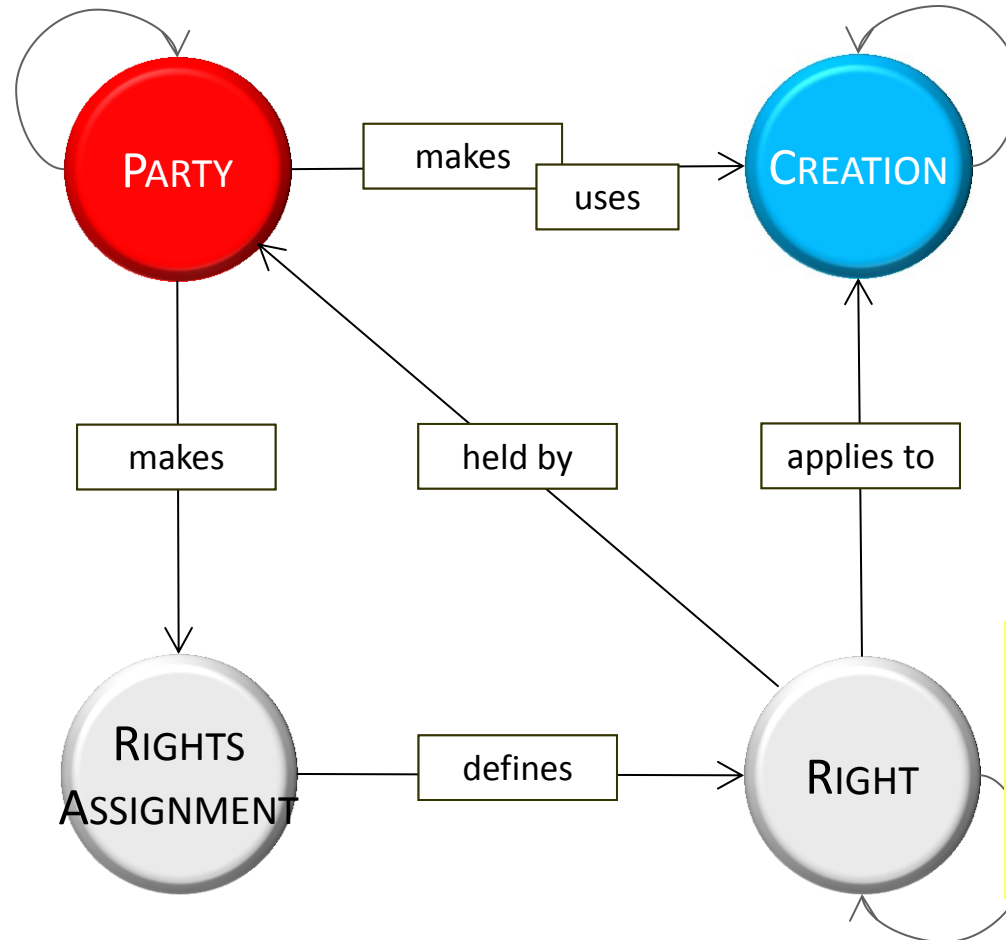 PARTY
makes
uses
CREATION
makes
held by
applies to
RIGHTS
ASSIGNMENT
defines
RIGHT